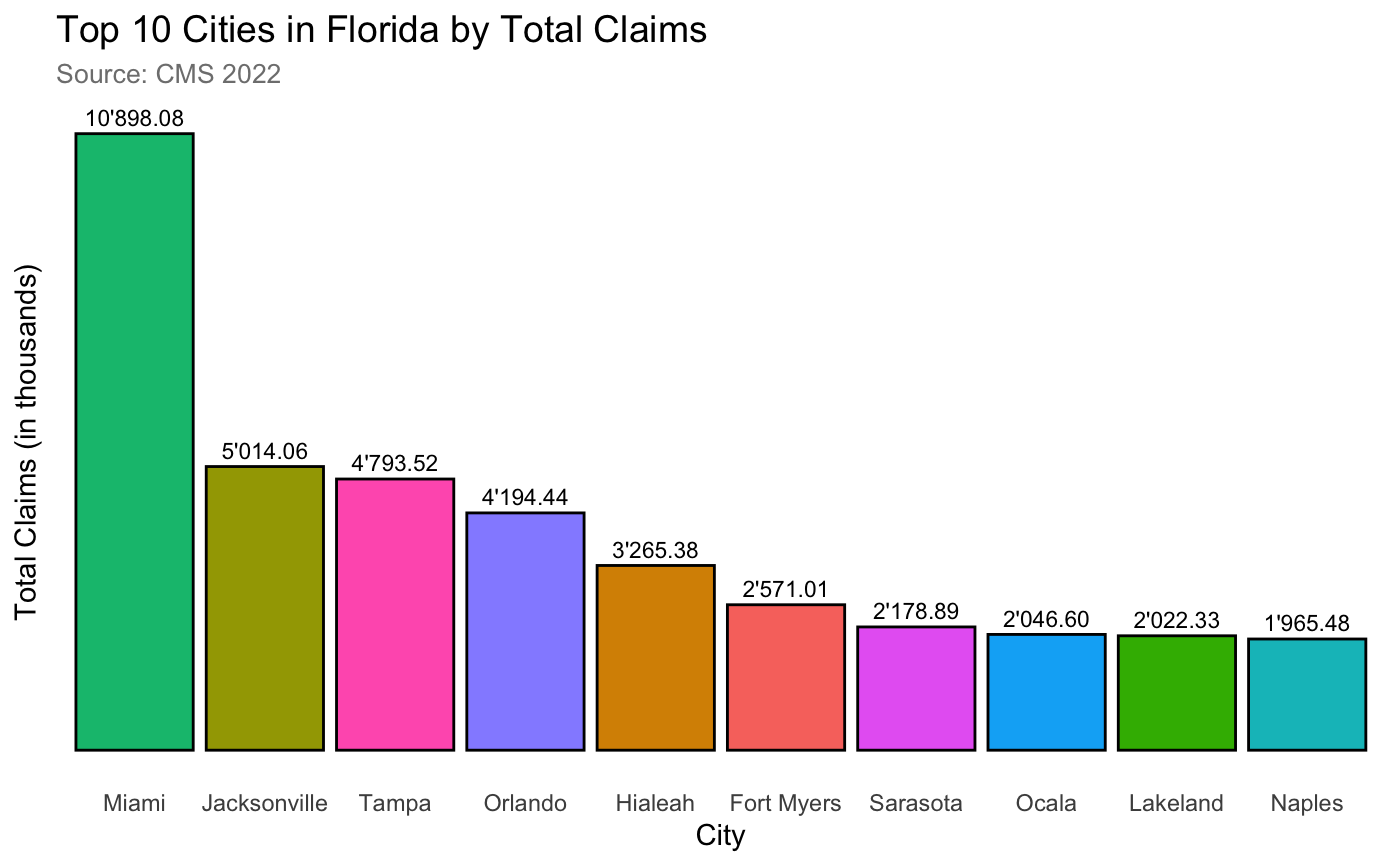 Top 10 Cities in Florida by Total Claims
Source: CMS 2022
Total Claims (in thousands)
10'898.08
5'014.06
4'793.52
4'194.44
3'265.38
2'571.01
2'178.89
2'046.60
2'022.33
1'965.48
Miami
Jacksonville
Tampa
Orlando
Hialeah
Fort Myers
Sarasota
Ocala
Lakeland
Naples
City